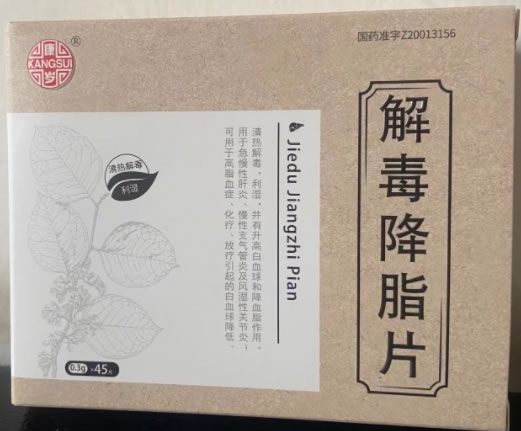 康
KANGSUI
岁
®
国药准字Z20013156
解毒降脂片
Jiedu Jiangzhi Pian
清热解毒，利湿。并有升高白血球和降血脂作用。
用于急慢性肝炎、慢性支气管炎及风湿性关节炎；
可用于高脂血症、化疗、放疗引起的白血球降低。
清热解毒
利湿
0.3g×45片